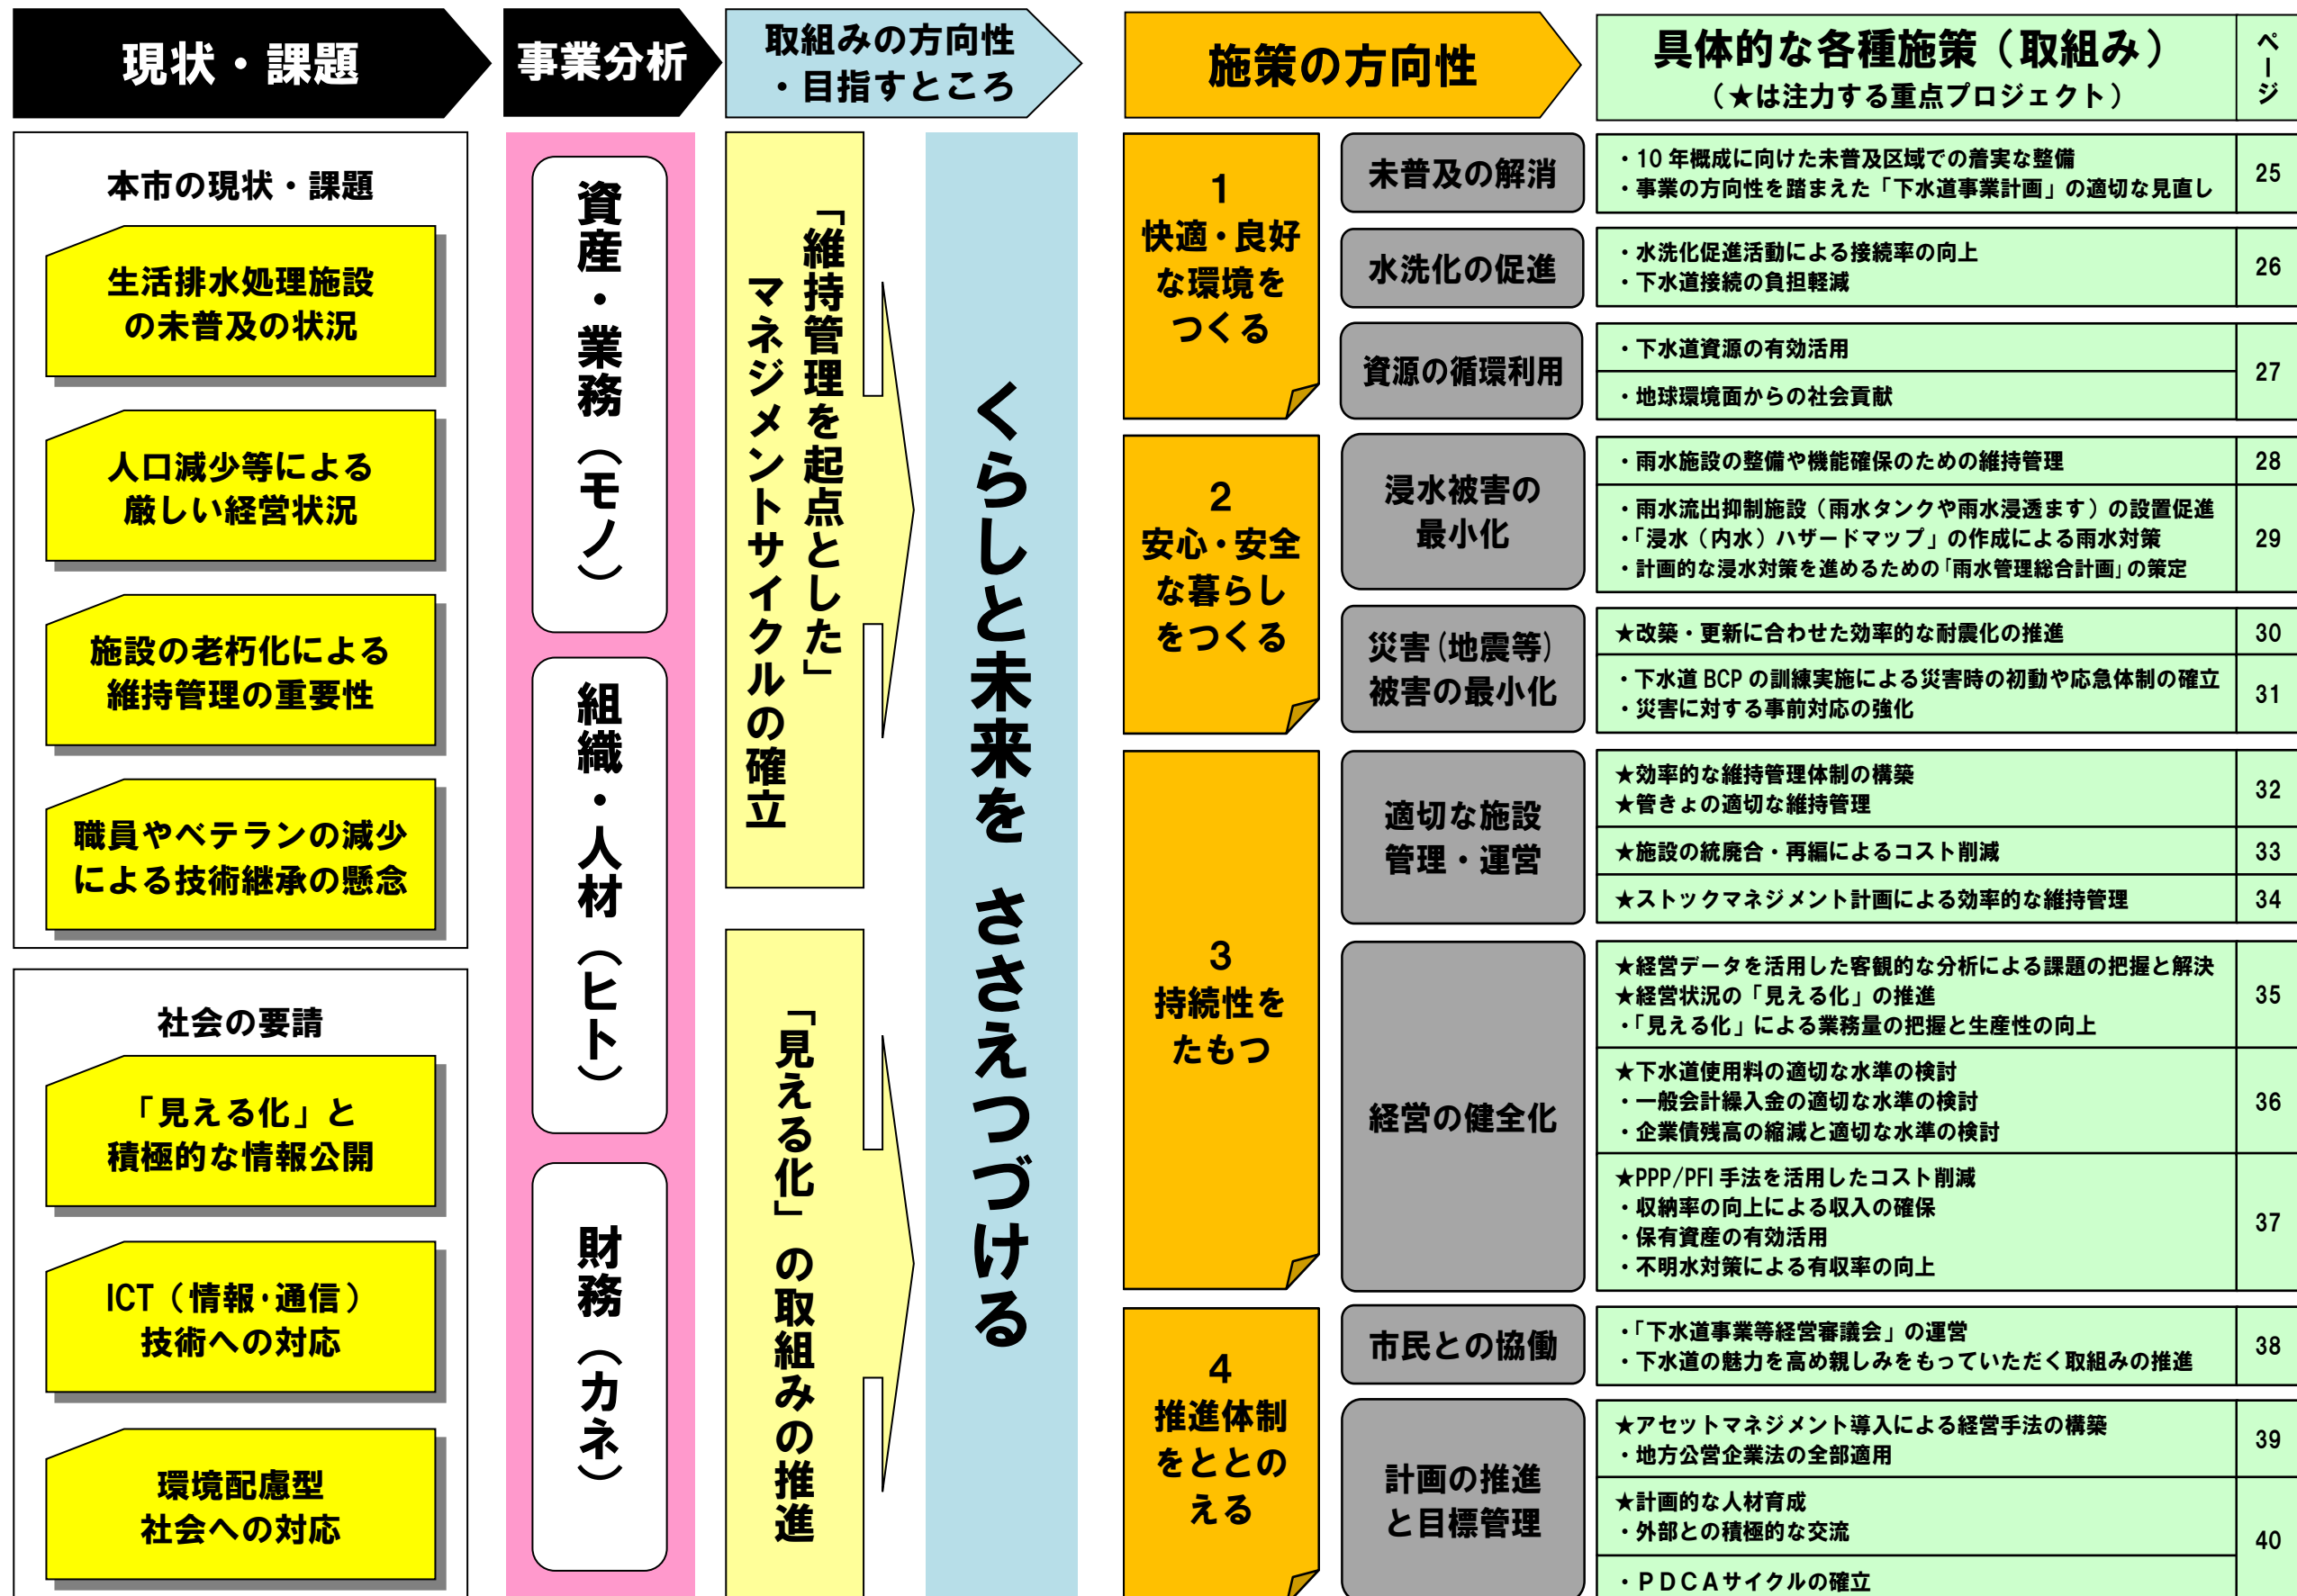 現状・課題
事業分析
取組みの方向性
・目指すところ
施策の方向性
具体的な各種施策（取組み）
（★は注力する重点プロジェクト）
ページ
本市の現状・課題
生活排水処理施設
の未普及の状況
人口減少等による
厳しい経営状況
施設の老朽化による
維持管理の重要性
職員やベテランの減少
による技術継承の懸念
社会の要請
「見える化」と
積極的な情報公開
ICT（情報・通信）
技術への対応
環境配慮型
社会への対応
資産・業務（モノ）
組織・人材（ヒト）
財務（カネ）
「維持管理を起点とした」
マネジメントサイクルの確立
「見える化」の取組みの推進
くらしと未来を ささえつづける
1
快適・良好
な環境を
つくる
未普及の解消
・10年概成に向けた未普及区域での着実な整備
・事業の方向性を踏まえた「下水道事業計画」の適切な見直し
25
水洗化の促進
・水洗化促進活動による接続率の向上
・下水道接続の負担軽減
26
資源の循環利用
・下水道資源の有効活用
・地球環境面からの社会貢献
27
2
安心・安全
な暮らし
をつくる
浸水被害の
最小化
・雨水施設の整備や機能確保のための維持管理
28
・雨水流出抑制施設（雨水タンクや雨水浸透ます）の設置促進
・「浸水（内水）ハザードマップ」の作成による雨水対策
・計画的な浸水対策を進めるための「雨水管理総合計画」の策定
29
災害（地震等）
被害の最小化
★改築・更新に合わせた効率的な耐震化の推進
30
・下水道BCPの訓練実施による災害時の初動や応急体制の確立
・災害に対する事前対応の強化
31
3
持続性を
たもつ
適切な施設
管理・運営
★効率的な維持管理体制の構築
★管きょの適切な維持管理
32
★施設の統廃合・再編によるコスト削減
33
★ストックマネジメント計画による効率的な維持管理
34
経営の健全化
★経営データを活用した客観的な分析による課題の把握と解決
★経営状況の「見える化」の推進
・「見える化」による業務量の把握と生産性の向上
35
★下水道使用料の適切な水準の検討
・一般会計繰入金の適切な水準の検討
・企業債残高の縮減と適切な水準の検討
36
★PPP/PFI手法を活用したコスト削減
・収納率の向上による収入の確保
・保有資産の有効活用
・不明水対策による有収率の向上
37
4
推進体制
をととの
える
市民との協働
・「下水道事業等経営審議会」の運営
・下水道の魅力を高め親しみをもっていただく取組みの推進
38
計画の推進
と目標管理
★アセットマネジメント導入による経営手法の構築
・地方公営企業法の全部適用
39
★計画的な人材育成
・外部との積極的な交流
・ＰＤＣＡサイクルの確立
40